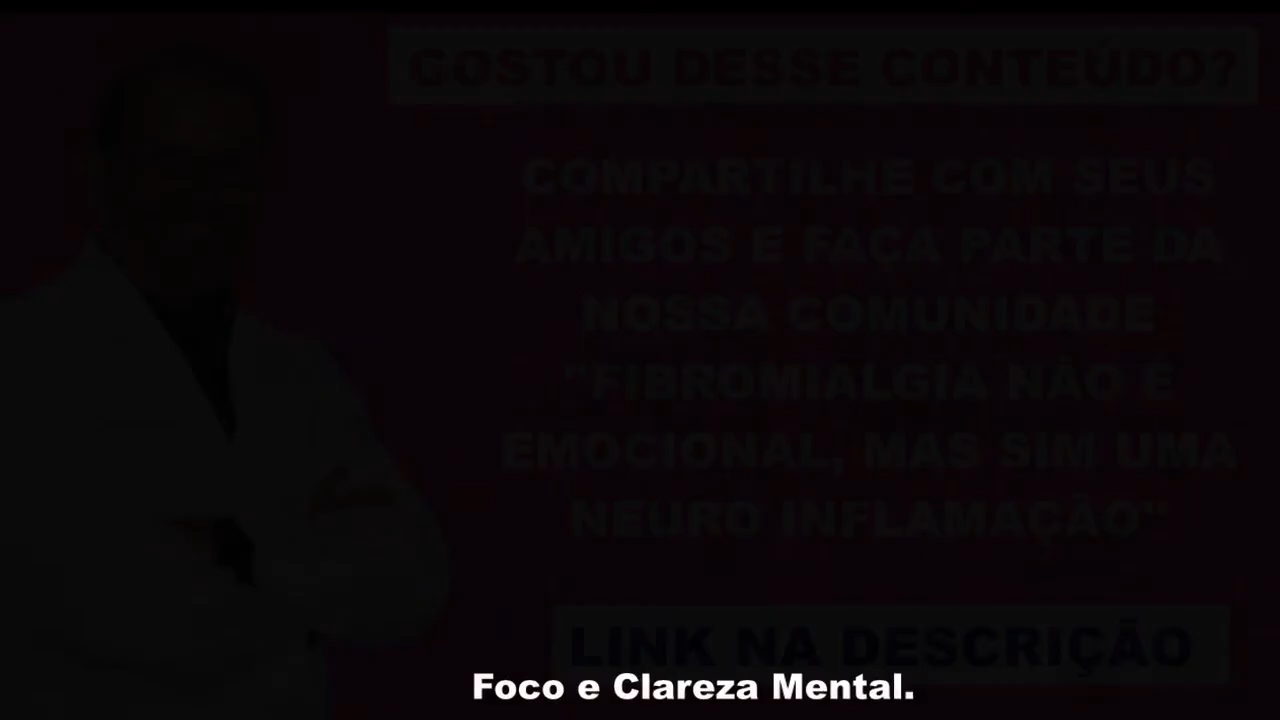 GOSTOU DESSE CONTEÚDO?
COMPARTILHE COM SEUS
AMIGOS E FAÇA PARTE DA
NOSSA COMUNIDADE
"FIBROMIALGIA NÃO É
EMOCIONAL, MAS SIM UMA
NEURO INFLAMAÇÃO"
LINK NA DESCRIÇÃO
Foco e Clareza Mental.